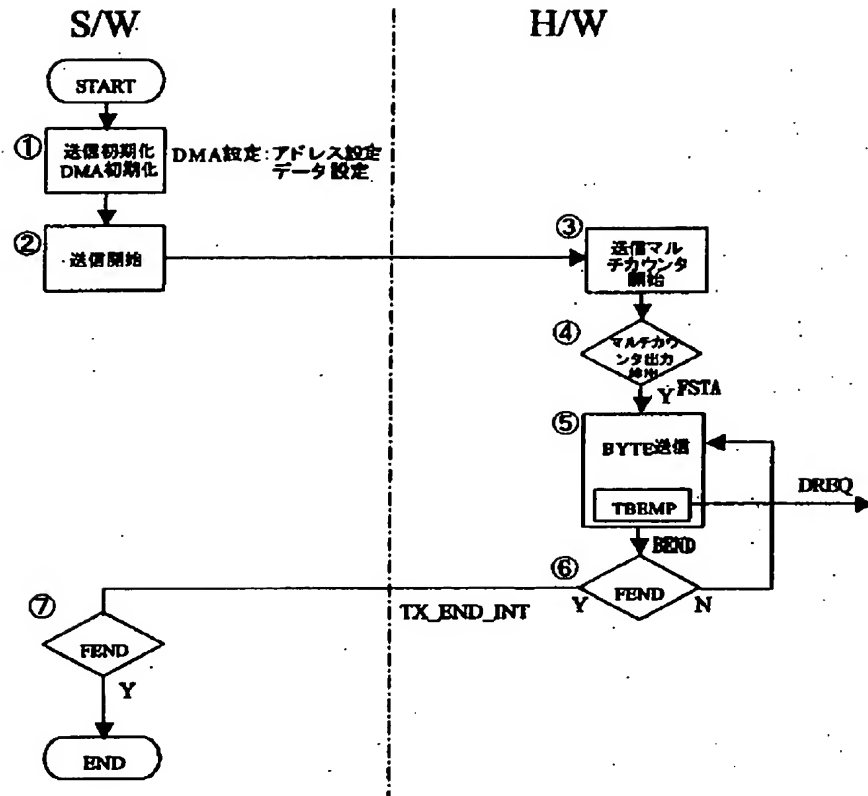 S/W
H/W
START
①
送信初期化
DMA初期化
DMA設定:アドレス設定
データ設定
②
送信開始
③
送信マル
チカウンタ
開始
④
マルチカウ
ンタ出力
Y
FSTA
⑤
BYTE送信
TBEMP
DREQ
BEND
⑥
FEND
Y
N
TX_END_INT
⑦
FEND
Y
END